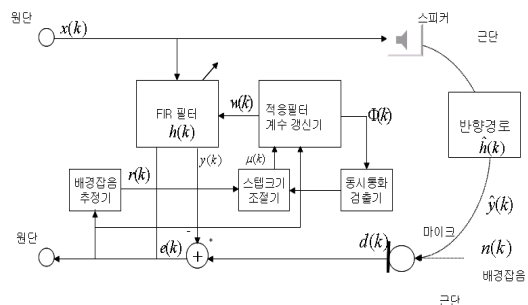 원단
x(k)
스피커
근단
FIR 필터
h(k)
w(k)
적응필터
계수 갱신기
Φ(k)
반향경로
ĥ(k)
y(k)
μ(k)
배경잡음
추정기
r(k)
스텝크기
조절기
동시통화
검출기
ŷ(k)
원단
e(k)
-
+
+
d(k)
마이크
n(k)
배경잡음
근단